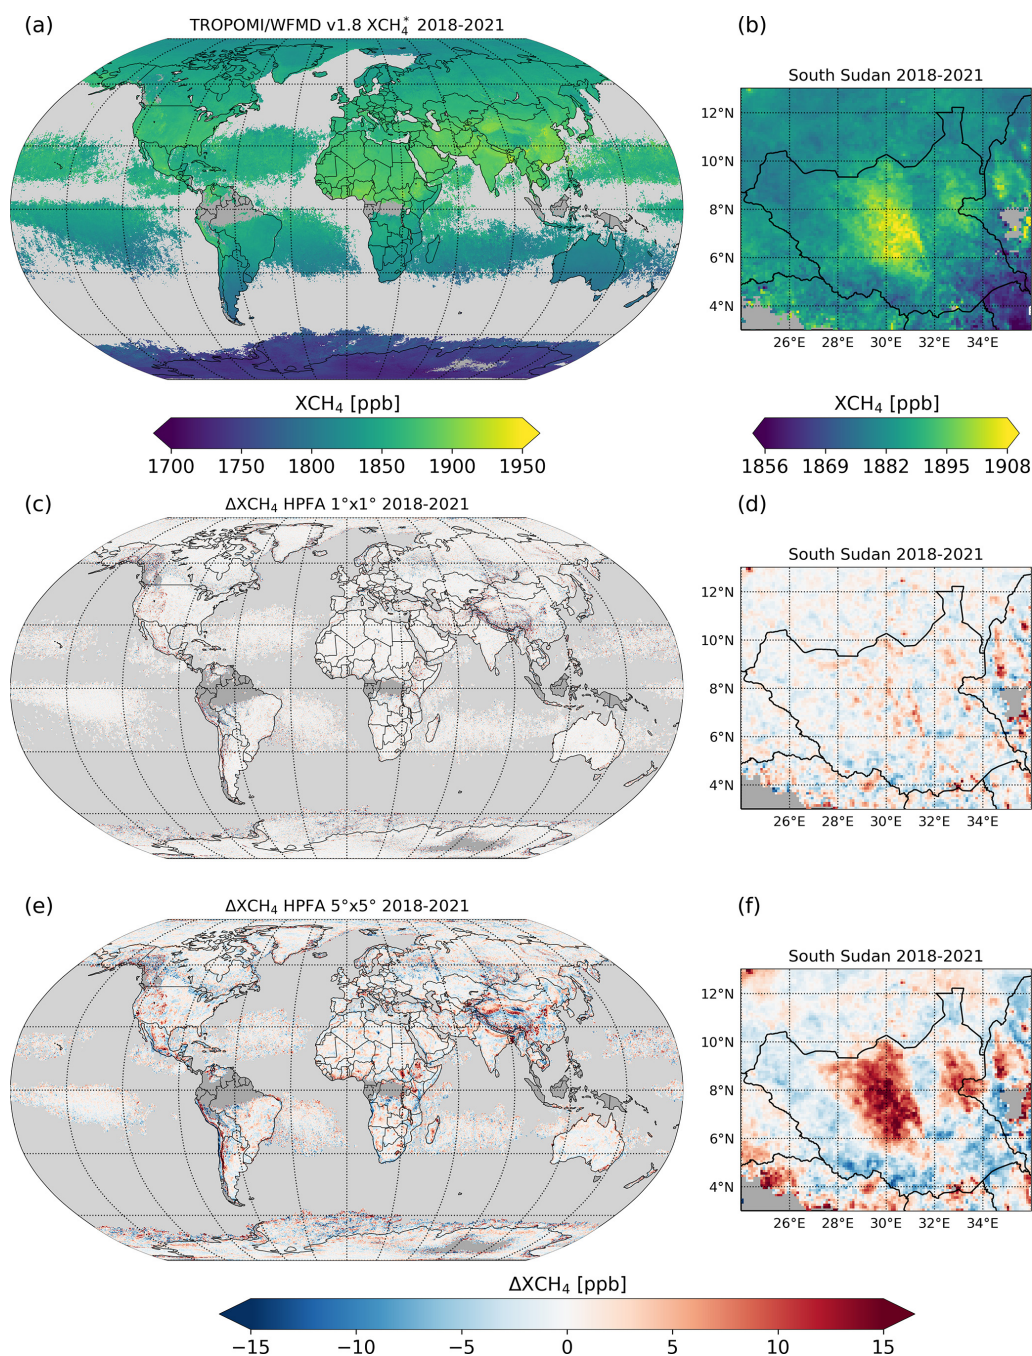 (a)
TROPOMI/WFMD v1.8 XCH₄* 2018-2021
(b)
South Sudan 2018-2021
12°N
10°N
8°N
6°N
4°N
26°E 28°E 30°E 32°E 34°E
XCH₄ [ppb]
1700 1750 1800 1850 1900 1950
XCH₄ [ppb]
1856 1869 1882 1895 1908
(c)
ΔXCH₄ HPFA 1°x1° 2018-2021
(d)
South Sudan 2018-2021
12°N
10°N
8°N
6°N
4°N
26°E 28°E 30°E 32°E 34°E
(e)
ΔXCH₄ HPFA 5°x5° 2018-2021
(f)
South Sudan 2018-2021
12°N
10°N
8°N
6°N
4°N
26°E 28°E 30°E 32°E 34°E
ΔXCH₄ [ppb]
−15 −10 −5 0 5 10 15